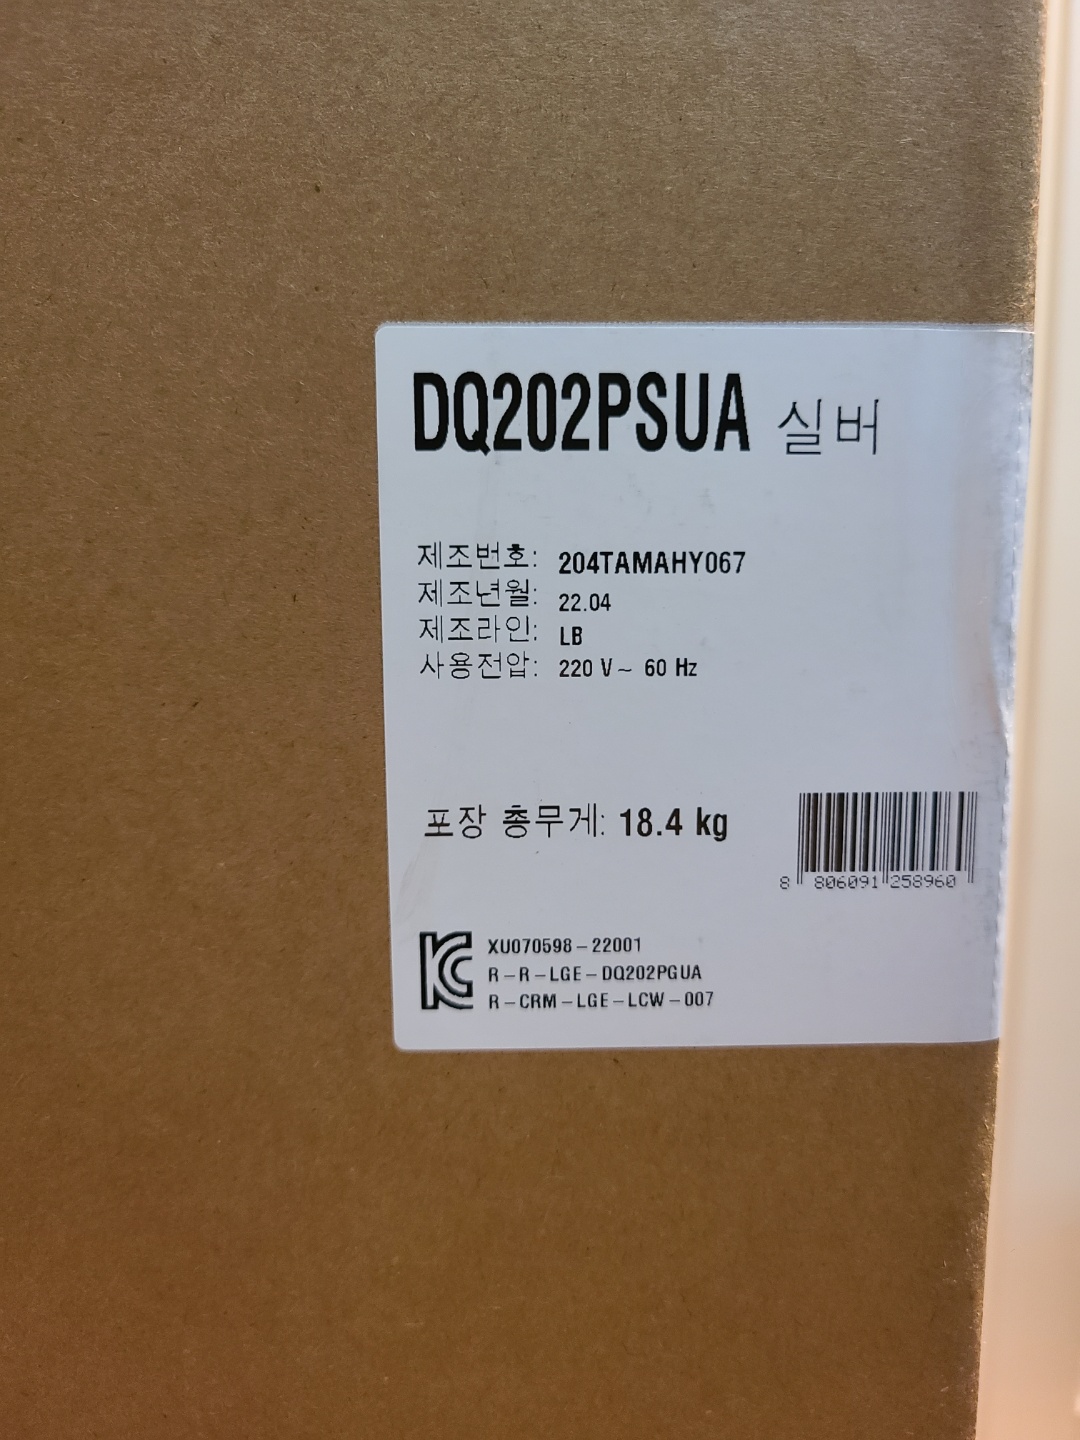 DQ202PSUA 실버
제조번호: 204TAMAHY067
제조년월: 22.04
제조라인: LB
사용전압: 220 V~ 60 Hz
포장 총무게: 18.4 kg
8 806091 258960
XU070598-22001
R-R-LGE-DQ202PGUA
R-CRM-LGE-LCW-007